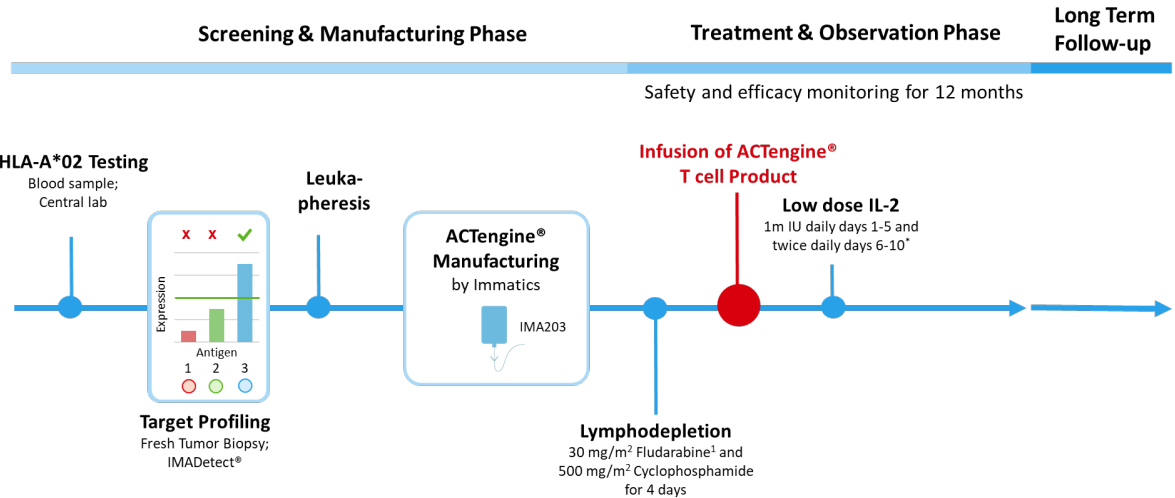 Screening & Manufacturing Phase
Treatment & Observation Phase
Long Term
Follow-up
Safety and efficacy monitoring for 12 months
HLA-A*02 Testing
Blood sample;
Central lab
x x
Expression
Antigen
1 2 3
Target Profiling
Fresh Tumor Biopsy;
IMADetect®
Leuka-
pheresis
ACTengine®
Manufacturing
by Immatics
IMA203
Lymphodepletion
30 mg/m² Fludarabine¹ and
500 mg/m² Cyclophosphamide
for 4 days
Infusion of ACTengine®
T cell Product
Low dose IL-2
1m IU daily days 1-5 and
twice daily days 6-10*